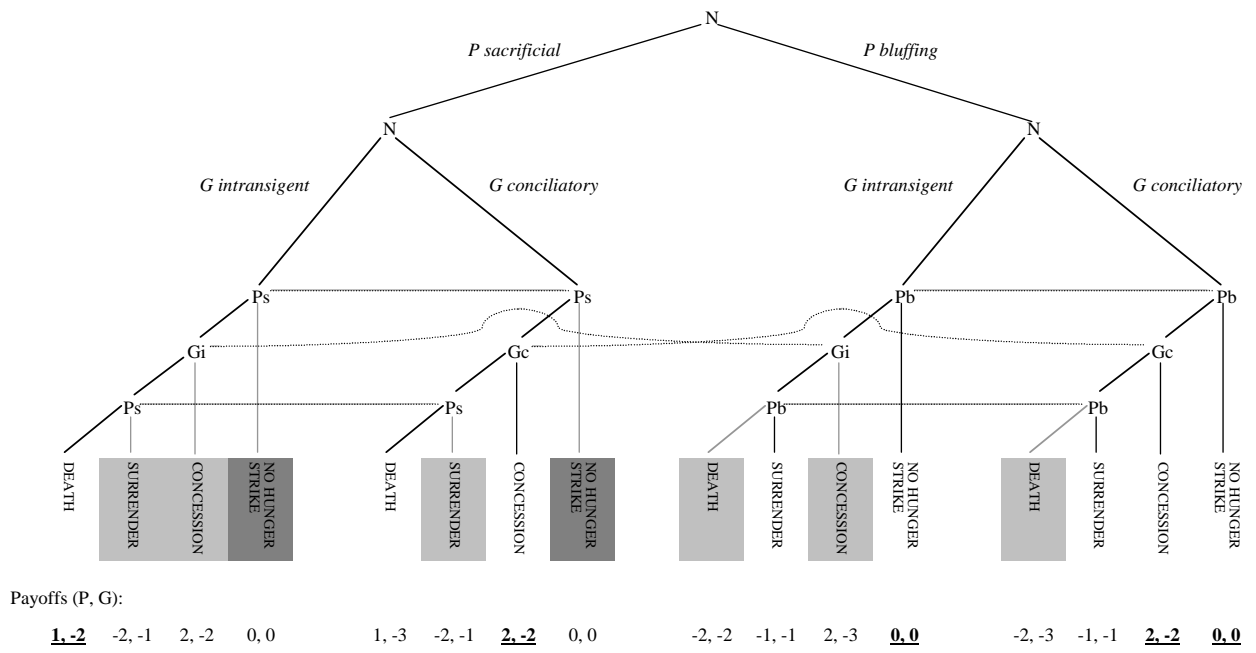 N
P sacrificial P bluffing
N N
G intransigent G conciliatory G intransigent G conciliatory
Ps Ps Pb Pb
Gi Gc Gi Gc
Ps Ps Pb Pb
DEATH
SURRENDER
CONCESSION
NO HUNGER
STRIKE
DEATH
SURRENDER
CONCESSION
NO HUNGER
STRIKE
DEATH
SURRENDER
CONCESSION
NO HUNGER
STRIKE
DEATH
SURRENDER
CONCESSION
NO HUNGER
STRIKE
Payoffs (P, G):
1, -2 -2, -1 2, -2 0, 0 1, -3 -2, -1 2, -2 0, 0 -2, -2 -1, -1 2, -3 0, 0 -2, -3 -1, -1 2, -2 0, 0